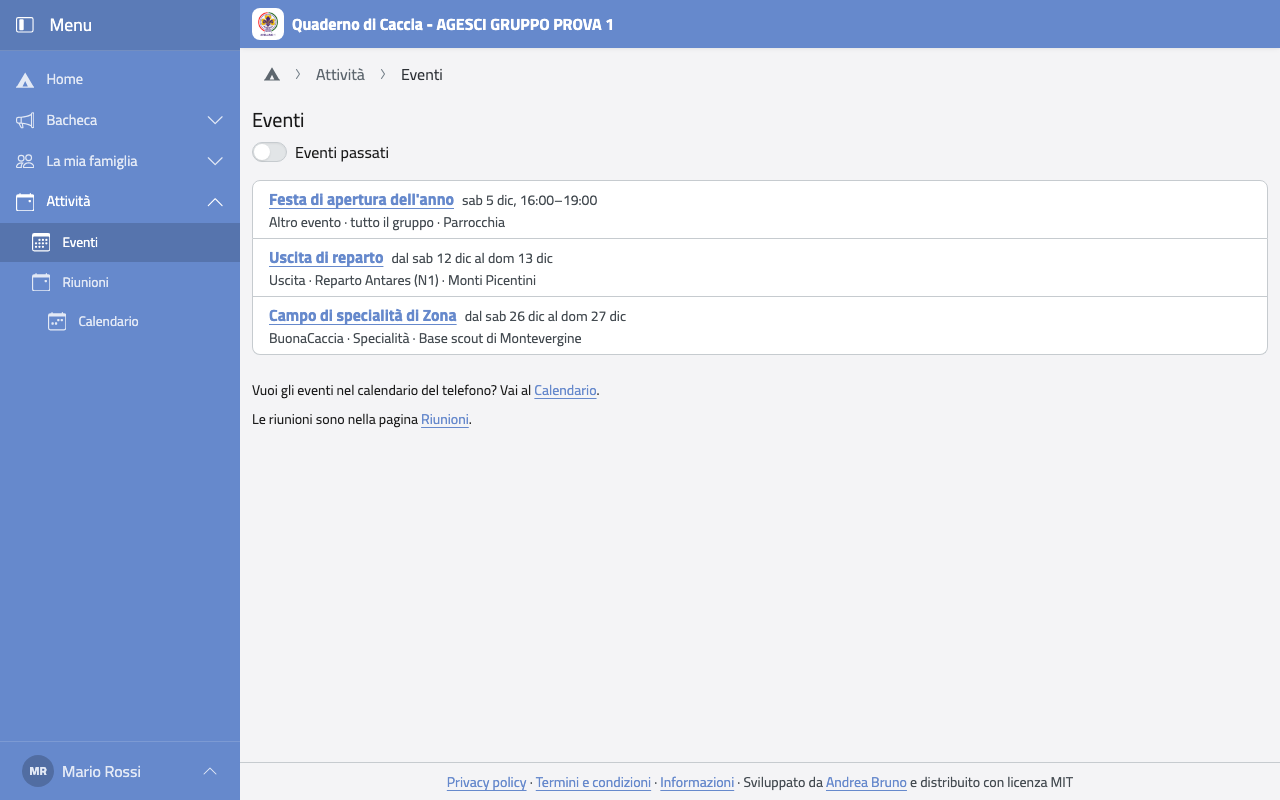 Menu
Quaderno di Caccia - AGESCI GRUPPO PROVA 1
Home
Bacheca
La mia famiglia
Attività
Eventi
Riunioni
Calendario
MR Mario Rossi
Attività Eventi
Eventi
Eventi passati
Festa di apertura dell'anno sab 5 dic, 16:00–19:00
Altro evento · tutto il gruppo · Parrocchia
Uscita di reparto dal sab 12 dic al dom 13 dic
Uscita · Reparto Antares (N1) · Monti Picentini
Campo di specialità di Zona dal sab 26 dic al dom 27 dic
BuonaCaccia · Specialità · Base scout di Montevergine
Vuoi gli eventi nel calendario del telefono? Vai al Calendario.
Le riunioni sono nella pagina Riunioni.
Privacy policy · Termini e condizioni · Informazioni · Sviluppato da Andrea Bruno e distribuito con licenza MIT